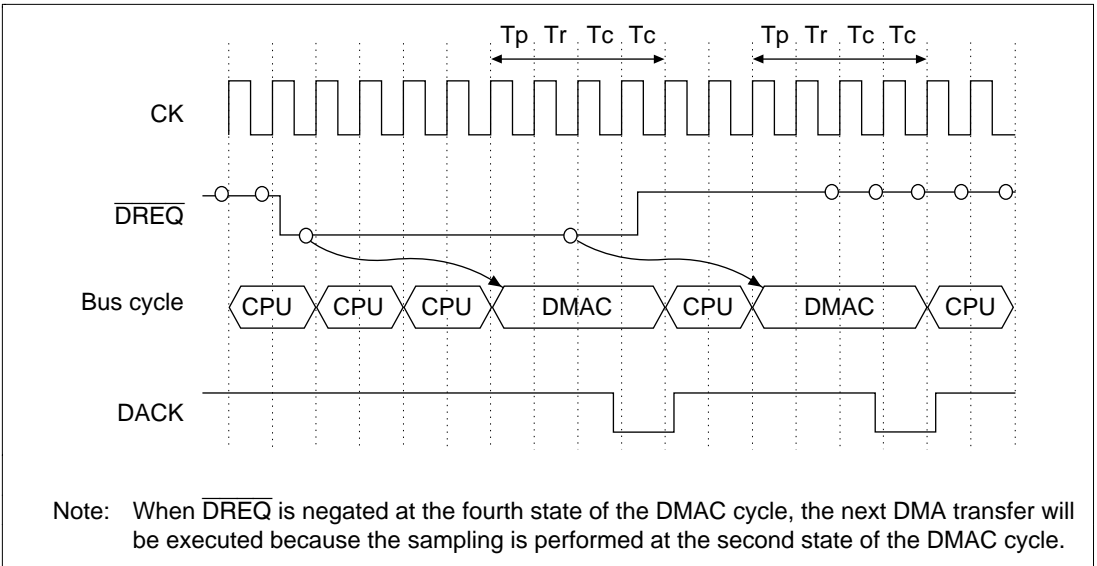 Tp Tr Tc Tc Tp Tr Tc Tc
CK
DREQ
Bus cycle CPU CPU CPU DMAC CPU DMAC CPU
DACK
Note: When DREQ is negated at the fourth state of the DMAC cycle, the next DMA transfer will
be executed because the sampling is performed at the second state of the DMAC cycle.